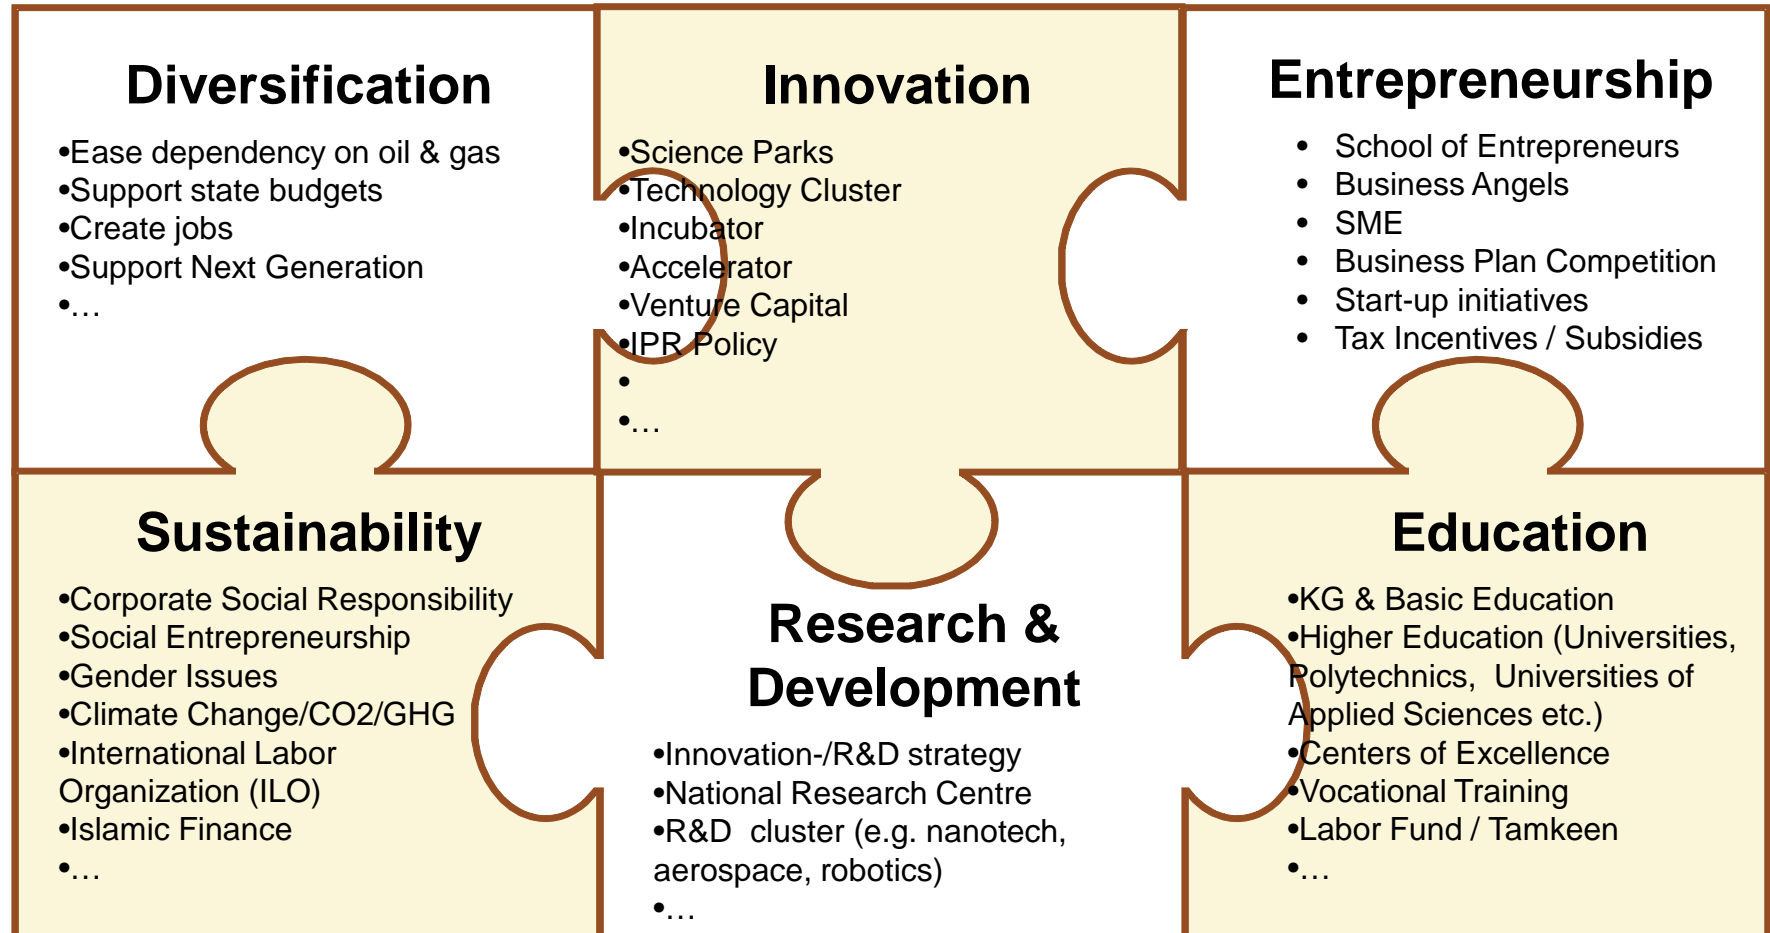 Diversification
•Ease dependency on oil & gas
•Support state budgets
•Create jobs
•Support Next Generation
•…
Innovation
•Science Parks
•Technology Cluster
•Incubator
•Accelerator
•Venture Capital
•IPR Policy
•
•…
Entrepreneurship
• School of Entrepreneurs
• Business Angels
• SME
• Business Plan Competition
• Start-up initiatives
• Tax Incentives / Subsidies
Sustainability
•Corporate Social Responsibility
•Social Entrepreneurship
•Gender Issues
•Climate Change/CO2/GHG
•International Labor
Organization (ILO)
•Islamic Finance
•…
Research &
Development
•Innovation-/R&D strategy
•National Research Centre
•R&D cluster (e.g. nanotech,
aerospace, robotics)
•…
Education
•KG & Basic Education
•Higher Education (Universities,
Polytechnics, Universities of
Applied Sciences etc.)
•Centers of Excellence
•Vocational Training
•Labor Fund / Tamkeen
•…